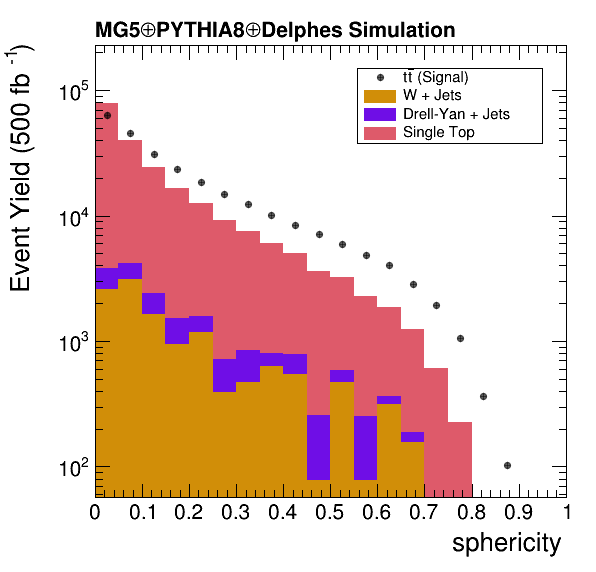 MG5⊕PYTHIA8⊕Delphes Simulation
Event Yield (500 fb⁻¹)
tt̄ (Signal)
W + Jets
Drell-Yan + Jets
Single Top
10⁵
10⁴
10³
10²
0 0.1 0.2 0.3 0.4 0.5 0.6 0.7 0.8 0.9 1
sphericity